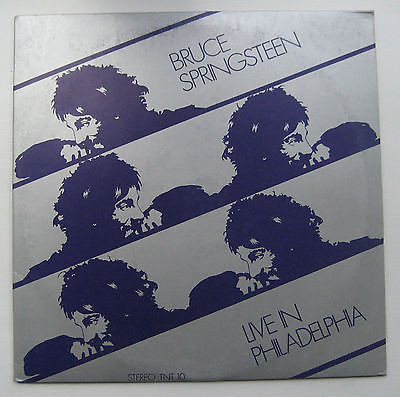 BRUCE
SPRINGSTEEN
LIVE IN
PHILADELPHIA
STEREO TNT 10